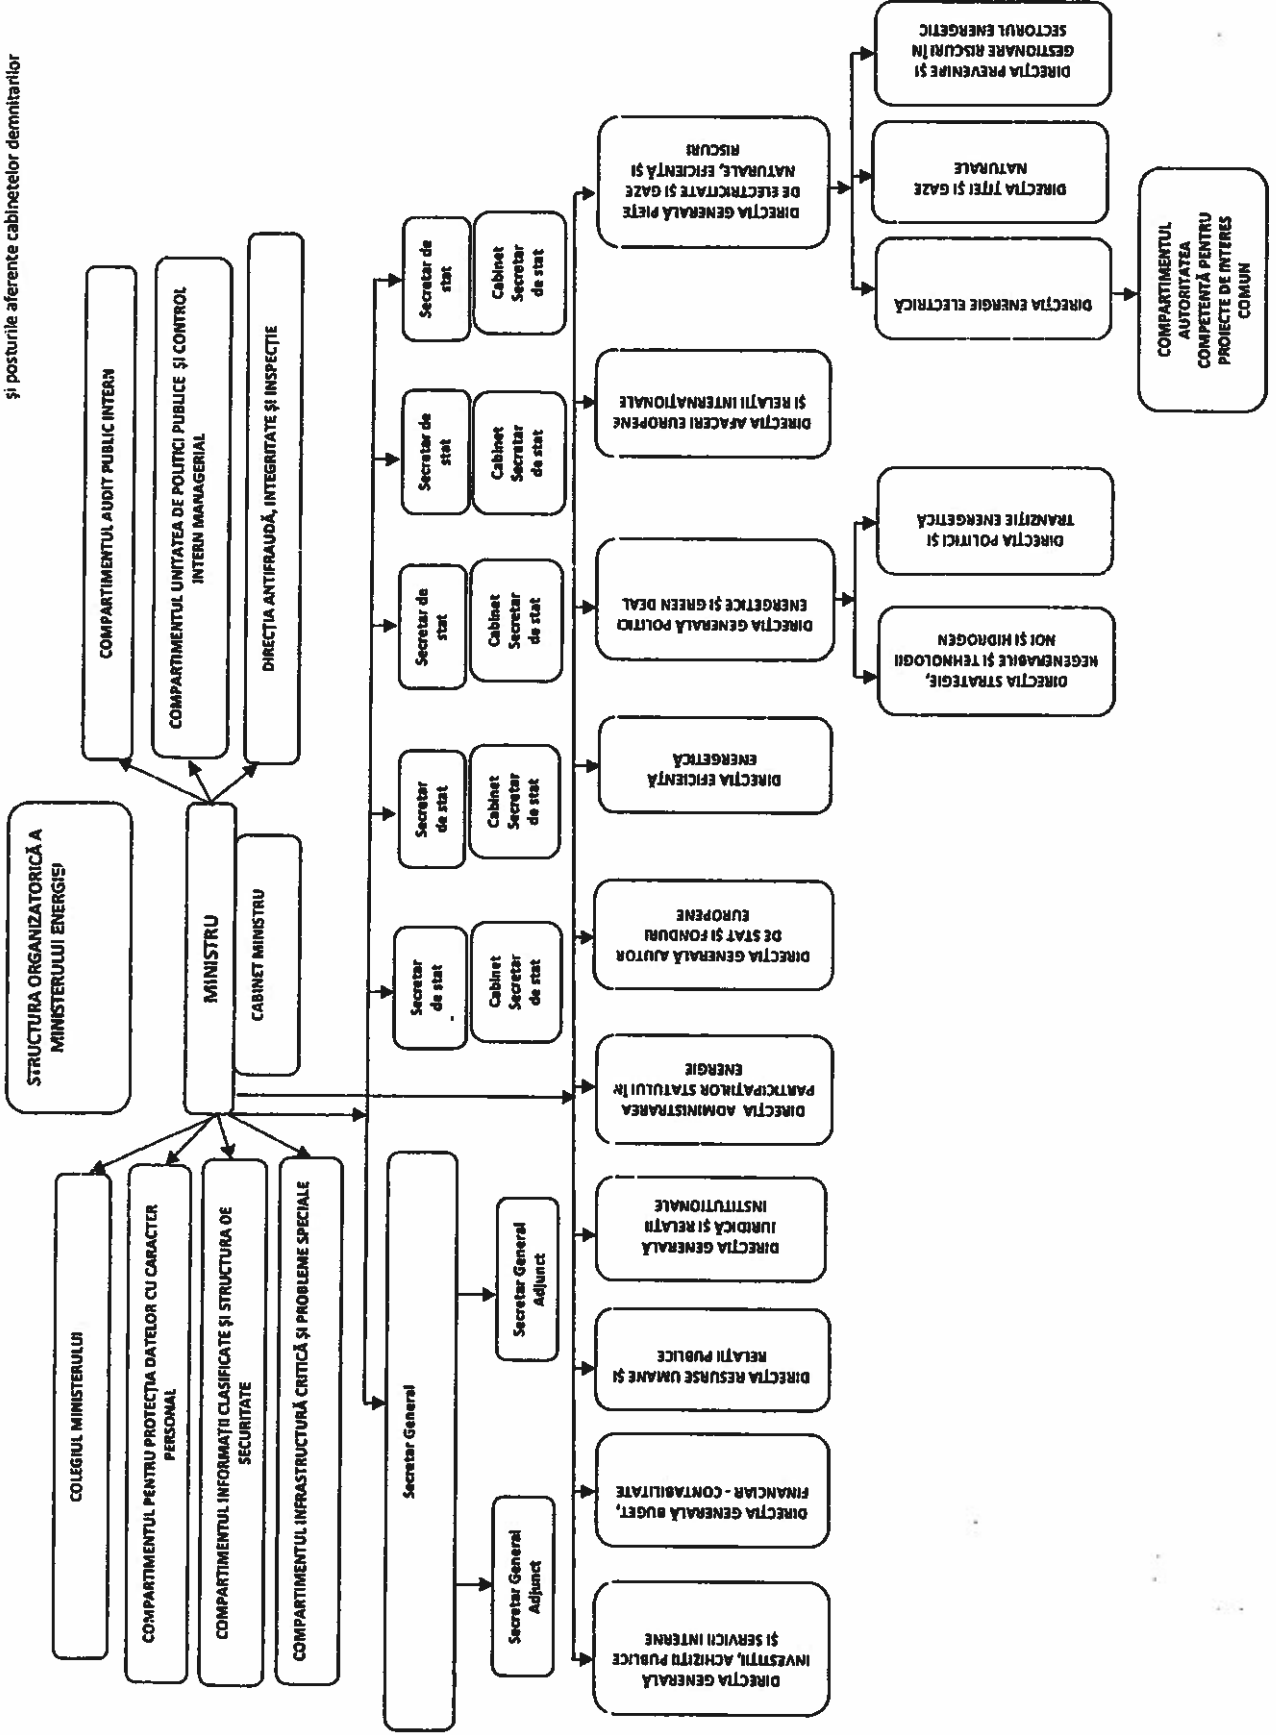 și posturile aferente cabinetelor demnitarilor
STRUCTURA ORGANIZATORICĂ A
MINISTERULUI ENERGIEI
COLEGIUL MINISTERULUI
COMPARTIMENTUL PENTRU PROTECȚIA DATELOR CU CARACTER
PERSONAL
COMPARTIMENTUL INFORMAȚII CLASIFICATE ȘI STRUCTURA DE
SECURITATE
COMPARTIMENTUL INFRASTRUCTURĂ CRITICĂ ȘI PROBLEME SPECIALE
MINISTRU
CABINET MINISTRU
COMPARTIMENTUL AUDIT PUBLIC INTERN
COMPARTIMENTUL UNITATEA DE POLITICI PUBLICE ȘI CONTROL
INTERN MANAGERIAL
DIRECȚIA ANTIFRAUDĂ, INTEGRITATE ȘI INSPECȚIE
Secretar General
Secretar General
Adjunct
Secretar General
Adjunct
Secretar
de stat
Cabinet
Secretar
de stat
Secretar
de stat
Cabinet
Secretar
de stat
Secretar de
stat
Cabinet
Secretar
de stat
Secretar de
stat
Cabinet
Secretar
de stat
Secretar de
stat
Cabinet
Secretar
de stat
DIRECȚIA GENERALĂ
INVESTIȚII, ACHIZIȚII PUBLICE
ȘI SERVICII INTERNE
DIRECȚIA GENERALĂ BUGET,
FINANCIAR - CONTABILITATE
DIRECȚIA RESURSE UMANE ȘI
RELAȚII PUBLICE
DIRECȚIA GENERALĂ
JURIDICĂ ȘI RELAȚII
INSTITUȚIONALE
DIRECȚIA ADMINISTRAREA
PARTICIPAȚIILOR STATULUI ÎN
ENERGIE
DIRECȚIA GENERALĂ AJUTOR
DE STAT ȘI FONDURI
EUROPENE
DIRECȚIA EFICIENȚĂ
ENERGETICĂ
DIRECȚIA GENERALĂ POLITICI
ENERGETICE ȘI GREEN DEAL
DIRECȚIA AFACERI EUROPENE
ȘI RELAȚII INTERNAȚIONALE
DIRECȚIA GENERALĂ PIEȚE
DE ELECTRICITATE ȘI GAZE
NATURALE, EFICIENȚĂ ȘI
RISCURI
DIRECȚIA STRATEGIE,
REGENERABILE ȘI TEHNOLOGII
NOI ȘI HIDROGEN
DIRECȚIA POLITICI ȘI
TRANZIȚIE ENERGETICĂ
DIRECȚIA ENERGIE ELECTRICĂ
DIRECȚIA ȚIȚEI ȘI GAZE
NATURALE
DIRECȚIA PREVENIRE ȘI
GESTIONARE RISCURI ÎN
SECTORUL ENERGETIC
COMPARTIMENTUL
AUTORITATEA
COMPETENTĂ PENTRU
PROIECTE DE INTERES
COMUN